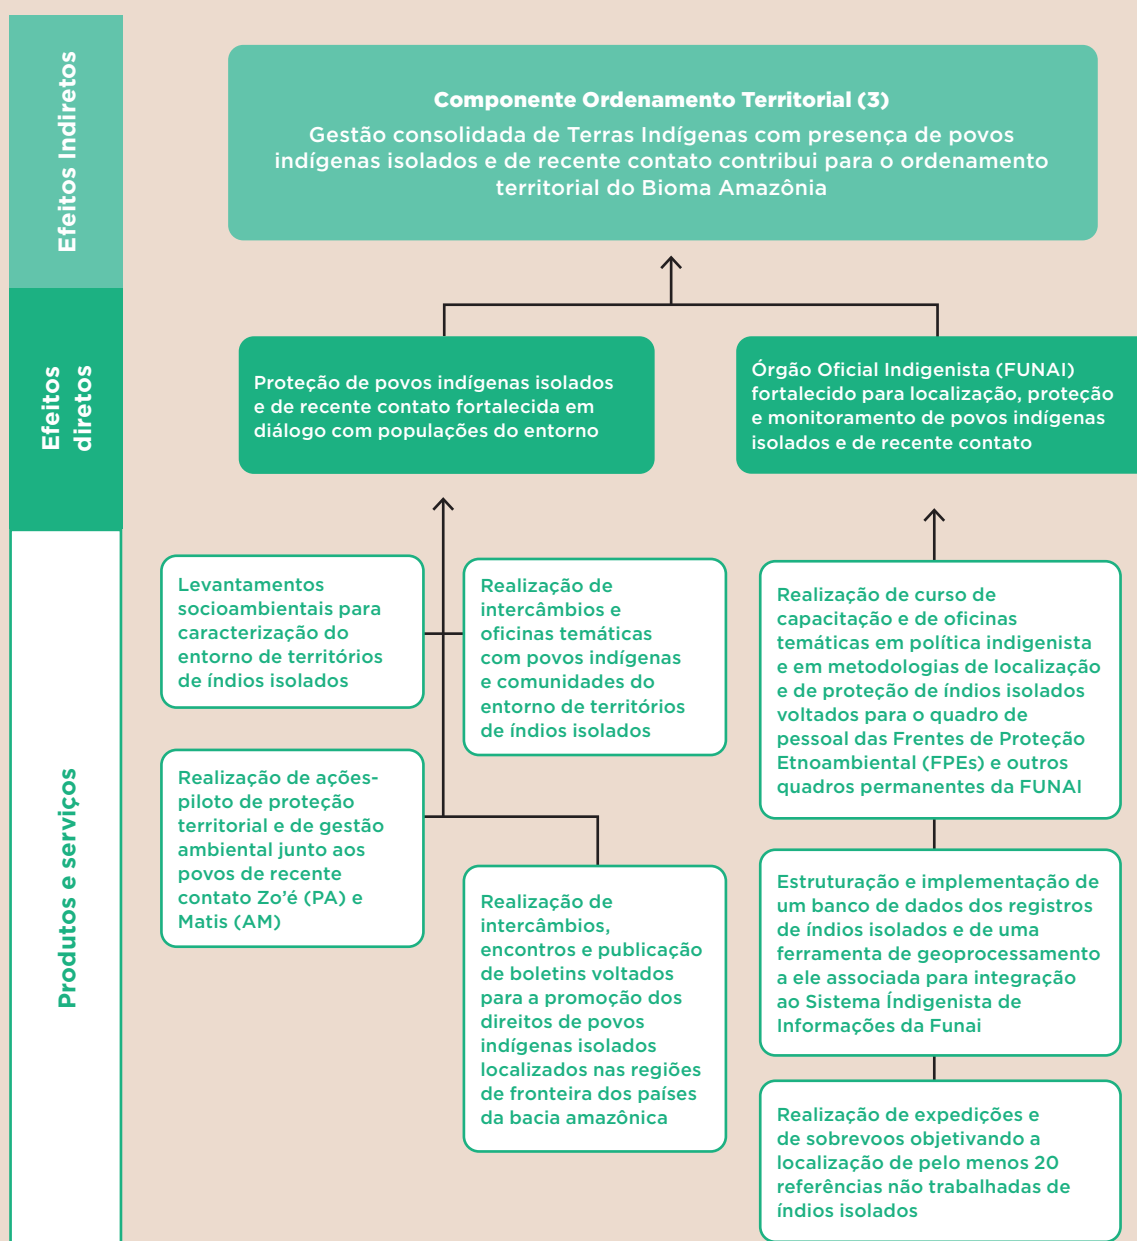 Efeitos Indiretos
Componente Ordenamento Territorial (3)
Gestão consolidada de Terras Indígenas com presença de povos
indígenas isolados e de recente contato contribui para o ordenamento
territorial do Bioma Amazônia
Efeitos
diretos
Proteção de povos indígenas isolados
e de recente contato fortalecida em
diálogo com populações do entorno
Órgão Oficial Indigenista (FUNAI)
fortalecido para localização, proteção
e monitoramento de povos indígenas
isolados e de recente contato
Produtos e serviços
Levantamentos
socioambientais para
caracterização do
entorno de territórios
de índios isolados
Realização de
intercâmbios e
oficinas temáticas
com povos indígenas
e comunidades do
entorno de territórios
de índios isolados
Realização de ações-
piloto de proteção
territorial e de gestão
ambiental junto aos
povos de recente
contato Zo’é (PA) e
Matis (AM)
Realização de
intercâmbios,
encontros e publicação
de boletins voltados
para a promoção dos
direitos de povos
indígenas isolados
localizados nas regiões
de fronteira dos países
da bacia amazônica
Realização de curso de
capacitação e de oficinas
temáticas em política indigenista
e em metodologias de localização
e de proteção de índios isolados
voltados para o quadro de
pessoal das Frentes de Proteção
Etnoambiental (FPEs) e outros
quadros permanentes da FUNAI
Estruturação e implementação de
um banco de dados dos registros
de índios isolados e de uma
ferramenta de geoprocessamento
a ele associada para integração
ao Sistema Índigenista de
Informações da Funai
Realização de expedições e
de sobrevoos objetivando a
localização de pelo menos 20
referências não trabalhadas de
índios isolados